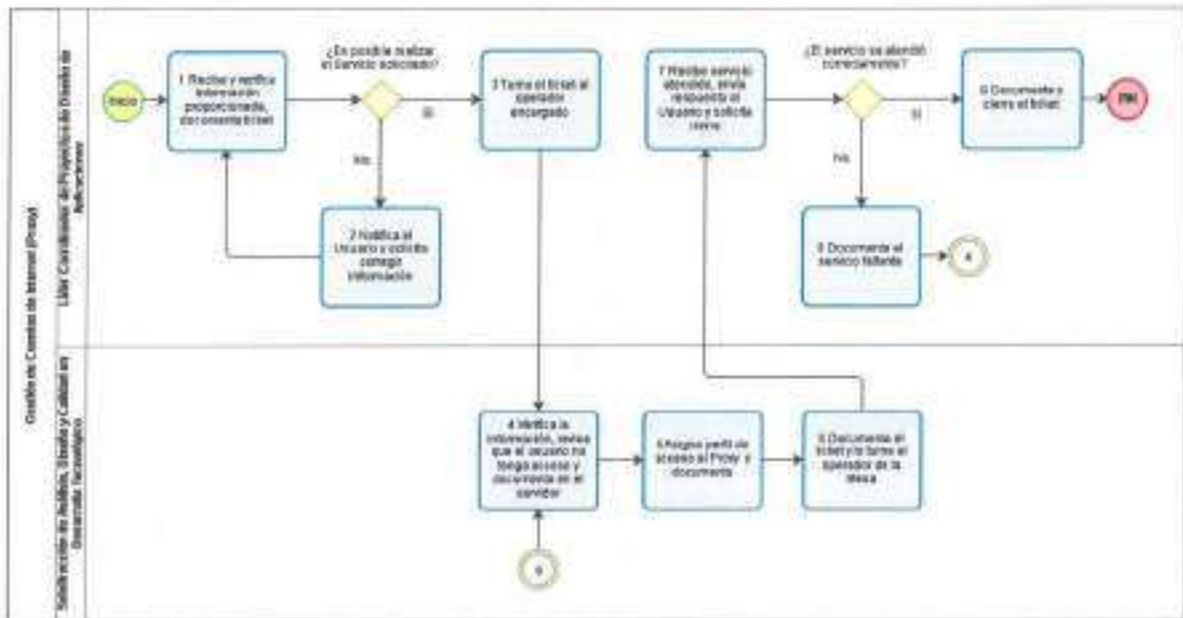 Gestión de Cuentas de Internet (Proxy)
Líder Coordinador de Proyectos de Diseño de
Aplicaciones
Inicio
1 Recibe y verifica
información
proporcionada,
documenta ticket
¿Es posible realizar
el Servicio solicitado?
Si
No
2 Notifica al
Usuario y solicita
corregir
información
3 Turna el ticket al
operador
encargado
7 Recibe servicio
atendido, envía
respuesta al
Usuario y solicita
cierre
¿El servicio se atendió
correctamente?
Si
No
Documenta y
cierra el ticket
FIN
Documenta el
servicio faltante
Subdirección de Análisis, Diseño y Calidad en
Desarrollo Tecnológico
4 Verifica la
información, revisa
que el usuario no
tenga acceso y
documenta en el
servidor
5 Asigna perfil de
acceso al Proxy y
documenta
6 Documenta el
ticket y lo turna al
operador de la
Mesa